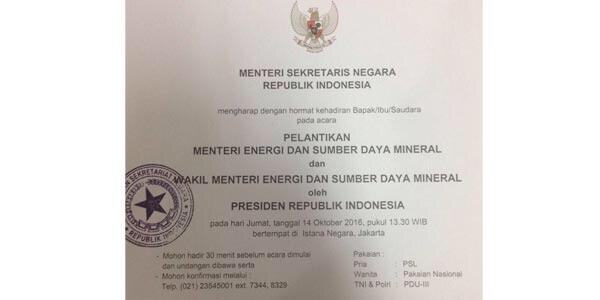 MENTERI SEKRETARIS NEGARA
REPUBLIK INDONESIA
mengharap dengan hormat kehadiran Bapak/Ibu/Saudara
pada acara
PELANTIKAN
MENTERI ENERGI DAN SUMBER DAYA MINERAL
dan
WAKIL MENTERI ENERGI DAN SUMBER DAYA MINERAL
oleh
PRESIDEN REPUBLIK INDONESIA
pada hari Jumat, tanggal 14 Oktober 2016, pukul 13.30 WIB
bertempat di Istana Negara, Jakarta
- Mohon hadir 30 menit sebelum acara dimulai
dan undangan dibawa serta
- Mohon konfirmasi melalui :
Telp. (021) 23545001 ext. 7344, 8329
Pakaian :
Pria : PSL
Wanita : Pakaian Nasional
TNI & Polri : PDU-III
SEKRETARIAT NEGARA
REPUBLIK INDONESIA